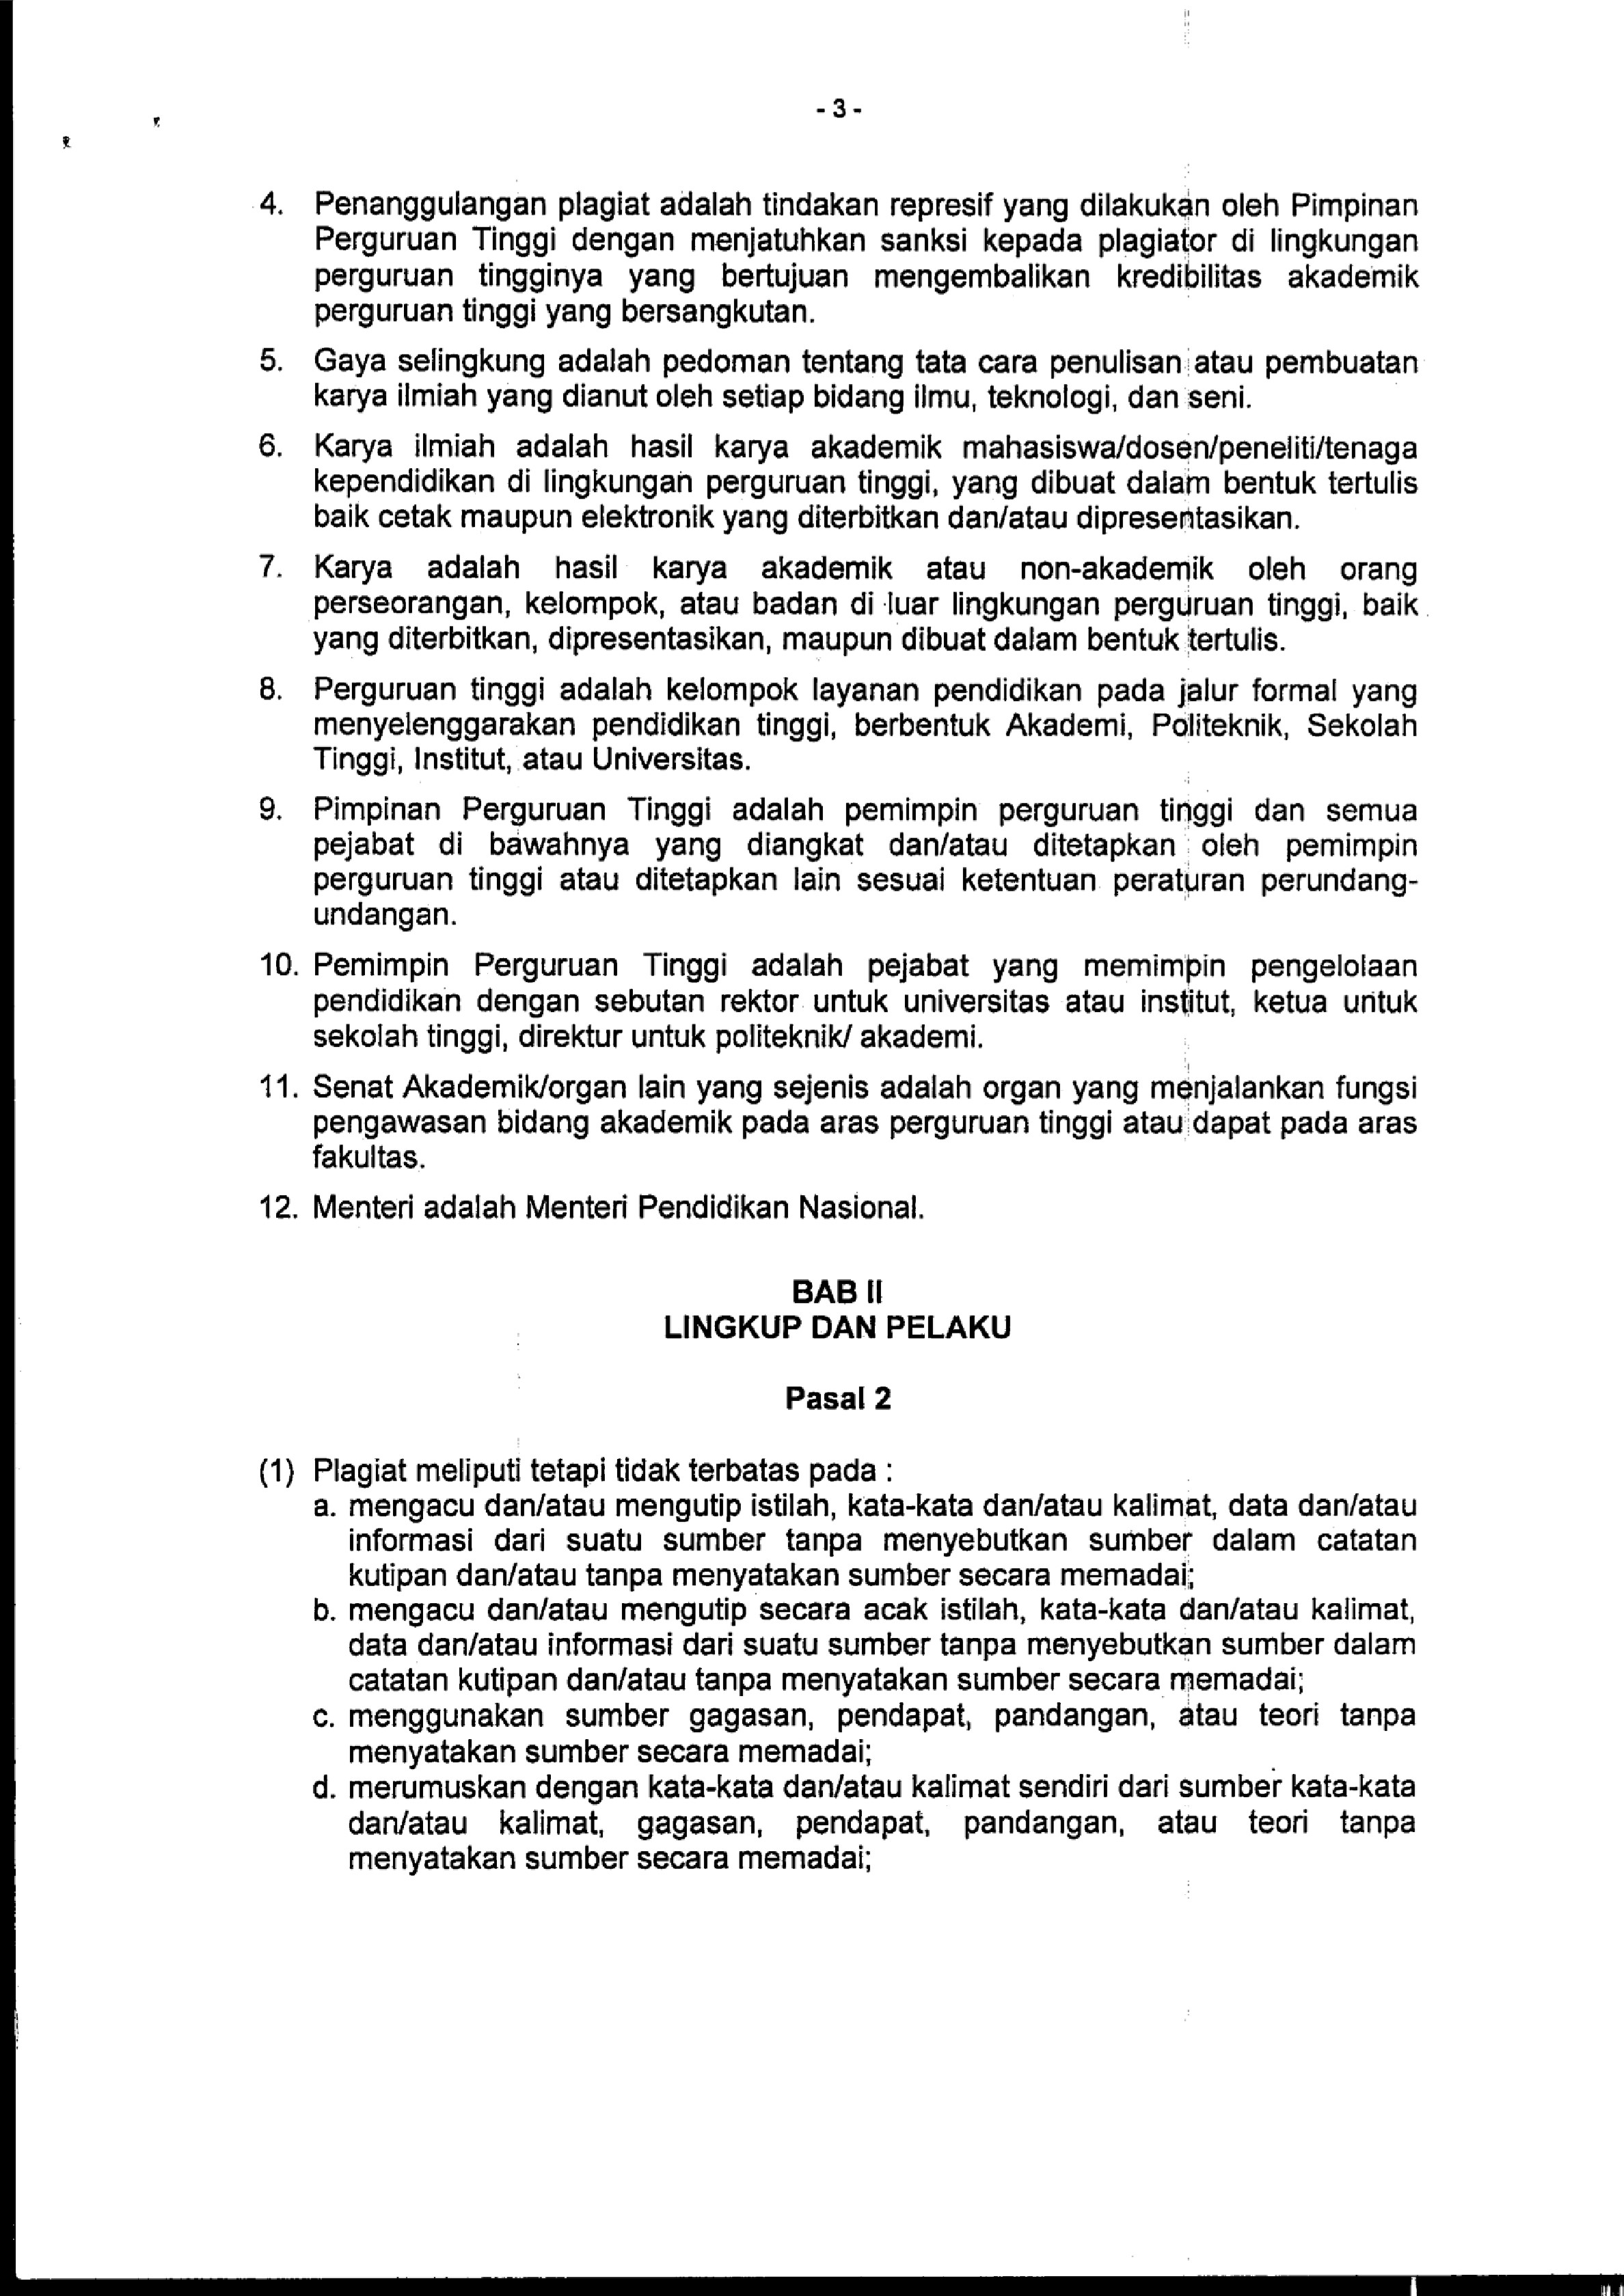 - 3 -
4. Penanggulangan plagiat adalah tindakan represif yang dilakukan oleh Pimpinan
Perguruan Tinggi dengan menjatuhkan sanksi kepada plagiator di lingkungan
perguruan tingginya yang bertujuan mengembalikan kredibilitas akademik
perguruan tinggi yang bersangkutan.
5. Gaya selingkung adalah pedoman tentang tata cara penulisan atau pembuatan
karya ilmiah yang dianut oleh setiap bidang ilmu, teknologi, dan seni.
6. Karya ilmiah adalah hasil karya akademik mahasiswa/dosen/peneliti/tenaga
kependidikan di lingkungan perguruan tinggi, yang dibuat dalam bentuk tertulis
baik cetak maupun elektronik yang diterbitkan dan/atau dipresentasikan.
7. Karya adalah hasil karya akademik atau non-akademik oleh orang
perseorangan, kelompok, atau badan di luar lingkungan perguruan tinggi, baik
yang diterbitkan, dipresentasikan, maupun dibuat dalam bentuk tertulis.
8. Perguruan tinggi adalah kelompok layanan pendidikan pada jalur formal yang
menyelenggarakan pendidikan tinggi, berbentuk Akademi, Politeknik, Sekolah
Tinggi, Institut, atau Universitas.
9. Pimpinan Perguruan Tinggi adalah pemimpin perguruan tinggi dan semua
pejabat di bawahnya yang diangkat dan/atau ditetapkan oleh pemimpin
perguruan tinggi atau ditetapkan lain sesuai ketentuan peraturan perundang-
undangan.
10. Pemimpin Perguruan Tinggi adalah pejabat yang memimpin pengelolaan
pendidikan dengan sebutan rektor untuk universitas atau institut, ketua untuk
sekolah tinggi, direktur untuk politeknik/ akademi.
11. Senat Akademik/organ lain yang sejenis adalah organ yang menjalankan fungsi
pengawasan bidang akademik pada aras perguruan tinggi atau dapat pada aras
fakultas.
12. Menteri adalah Menteri Pendidikan Nasional.
BAB II
LINGKUP DAN PELAKU
Pasal 2
(1) Plagiat meliputi tetapi tidak terbatas pada :
a. mengacu dan/atau mengutip istilah, kata-kata dan/atau kalimat, data dan/atau
informasi dari suatu sumber tanpa menyebutkan sumber dalam catatan
kutipan dan/atau tanpa menyatakan sumber secara memadai;
b. mengacu dan/atau mengutip secara acak istilah, kata-kata dan/atau kalimat,
data dan/atau informasi dari suatu sumber tanpa menyebutkan sumber dalam
catatan kutipan dan/atau tanpa menyatakan sumber secara memadai;
c. menggunakan sumber gagasan, pendapat, pandangan, atau teori tanpa
menyatakan sumber secara memadai;
d. merumuskan dengan kata-kata dan/atau kalimat sendiri dari sumber kata-kata
dan/atau kalimat, gagasan, pendapat, pandangan, atau teori tanpa
menyatakan sumber secara memadai;